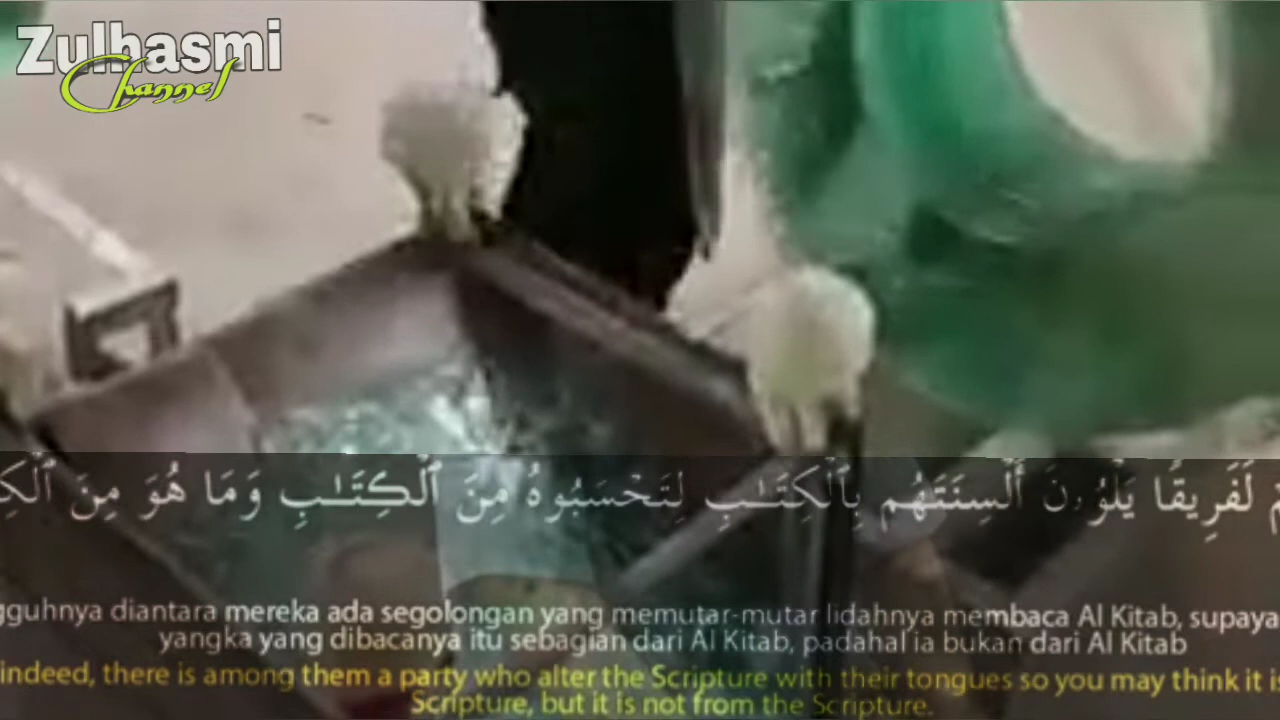 Zulhasmi
Channel
لَفَرِيقًا يَلْوُۥنَ أَلْسِنَتَهُم بِٱلْكِتَـٰبِ لِتَحْسَبُوهُ مِنَ ٱلْكِتَـٰبِ وَمَا هُوَ مِنَ
diantara mereka ada segolongan yang memutar-mutar lidahnya membaca Al Kitab, supaya
yangka yang dibacanya itu sebagian dari Al Kitab, padahal ia bukan dari Al Kitab
indeed, there is among them a party who alter the Scripture with their tongues so you may think it is
Scripture, but it is not from the Scripture.